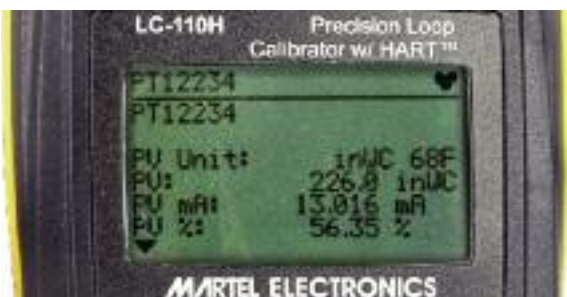 LC-110H Precision Loop
Calibrator w/ HART™
PT12234
PT12234
PV Unit: inWC 68F
PV: 226.0 inWC
PV mA: 13.016 mA
PV %: 56.35 %
MARTEL ELECTRONICS